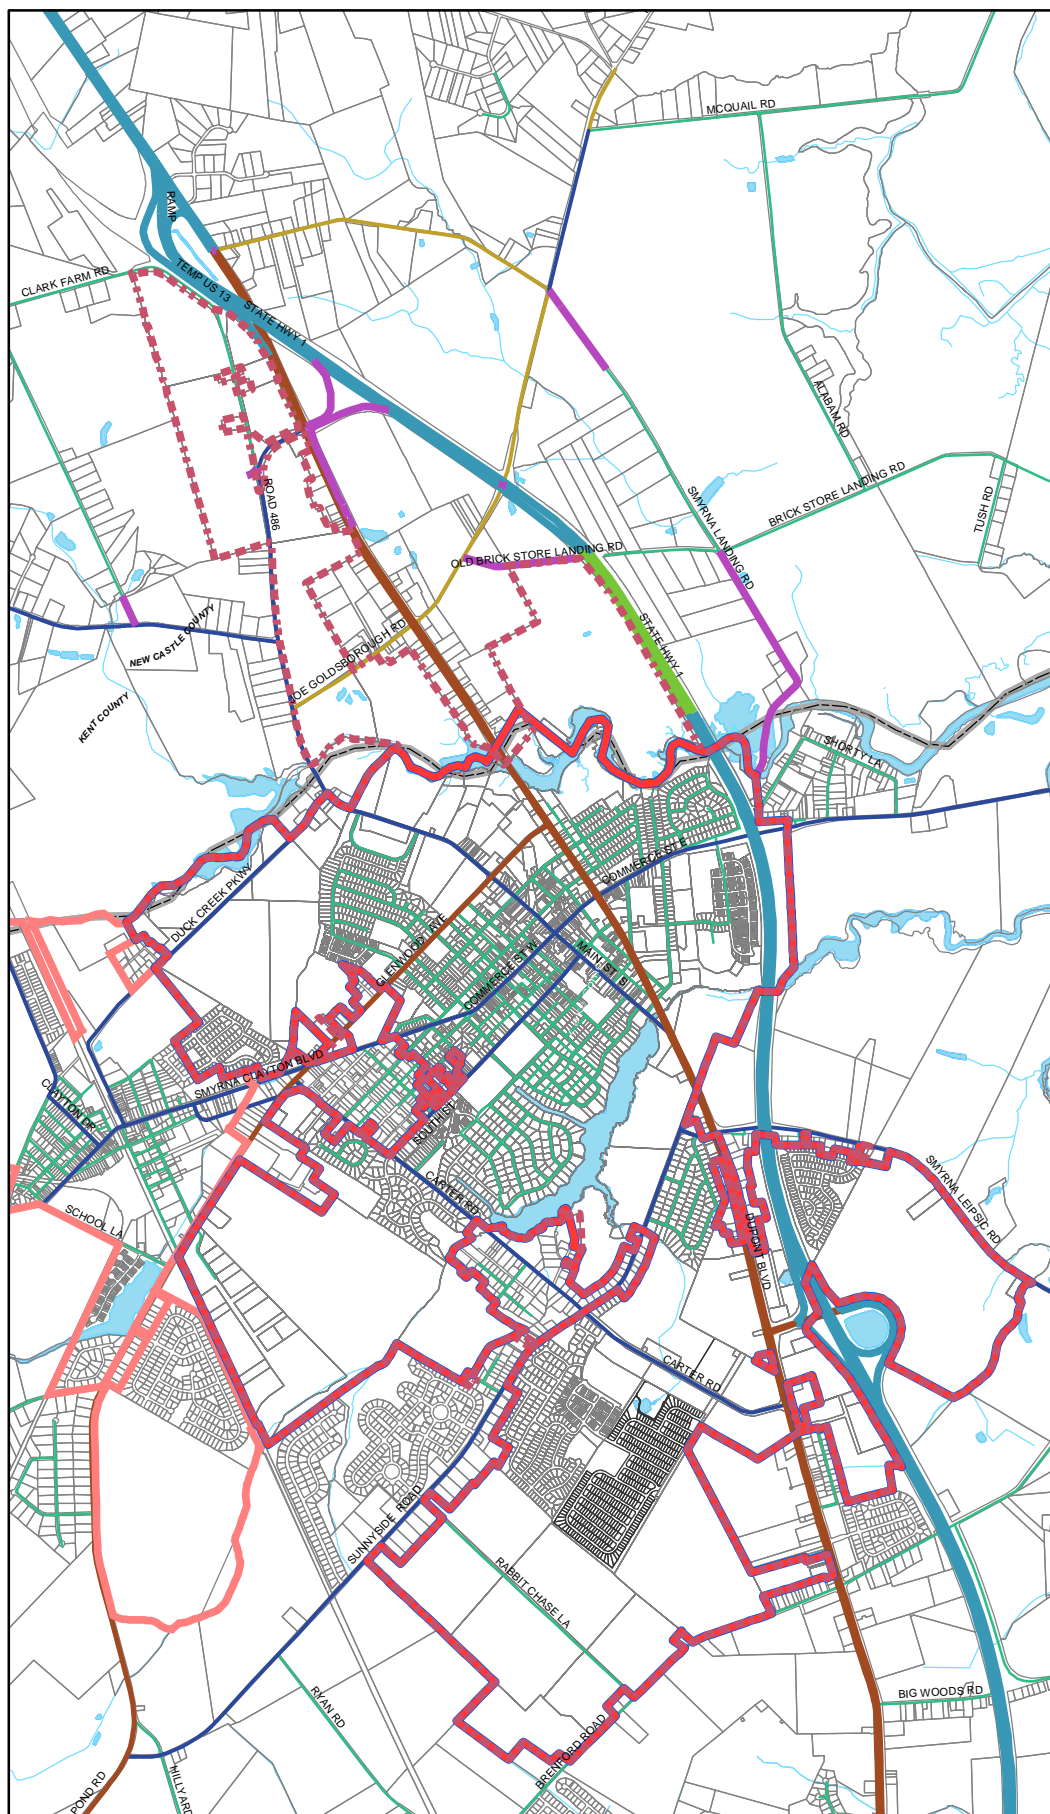 MCQUAIL RD
RAMP
CLARK FARM RD
TEMP US 13
STATE HWY 1
ALABAM RD
SMYRNA LANDING RD
BRICK STORE LANDING RD
TUSH RD
ROAD 486
OLD BRICK STORE LANDING RD
STATE HWY 1
NEW CASTLE COUNTY
JOE GOLDSBOROUGH RD
KENT COUNTY
SHORTY LA
COMMERCE ST E
DUCK CREEK PKWY
GLENWOOD AVE
COMMERCE ST W
MAIN ST S
SMYRNA CLAYTON BLVD
CLAYTON DR
SOUTH ST
CARTER RD
SMYRNA LEIPSIC RD
SCHOOL LA
DUPONT BLVD
CARTER RD
SUNNYSIDE ROAD
RABBIT CHASE LA
RYAN RD
BIG WOODS RD
BRENFORD ROAD
POND RD
HILLYARD